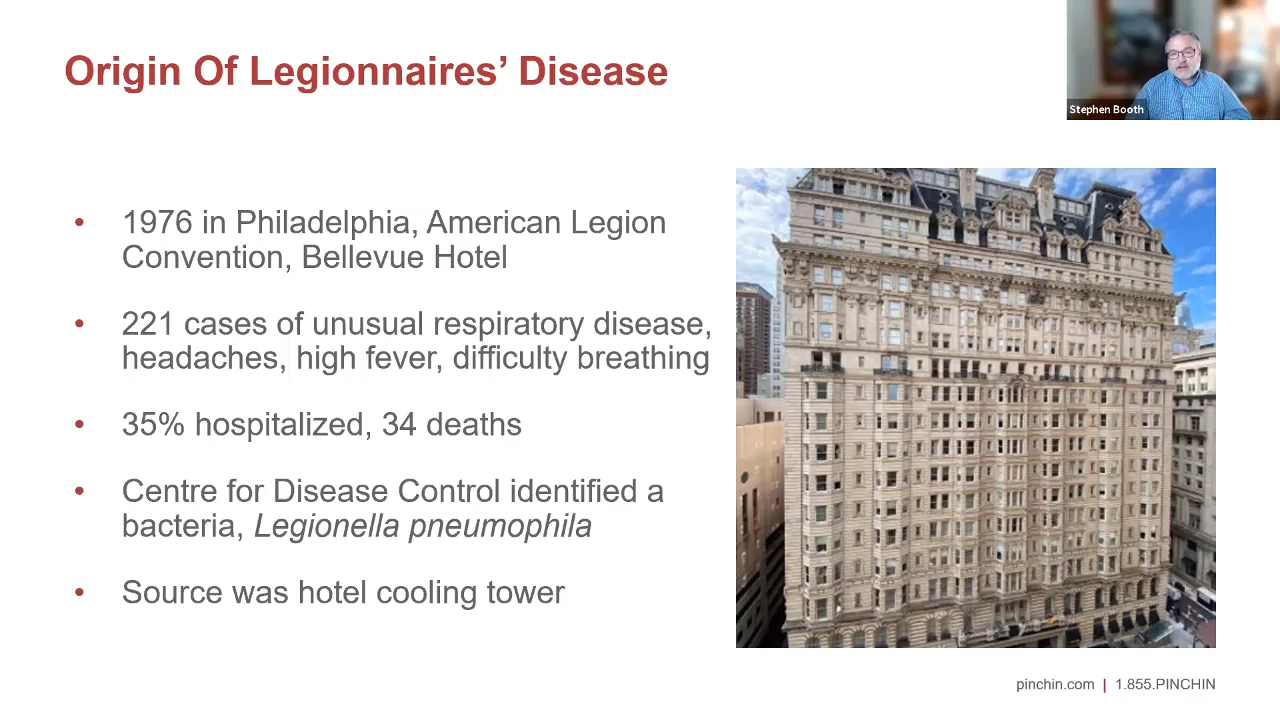 Origin Of Legionnaires’ Disease
Stephen Booth
• 1976 in Philadelphia, American Legion
Convention, Bellevue Hotel
• 221 cases of unusual respiratory disease,
headaches, high fever, difficulty breathing
• 35% hospitalized, 34 deaths
• Centre for Disease Control identified a
bacteria, Legionella pneumophila
• Source was hotel cooling tower
pinchin.com | 1.855.PINCHIN